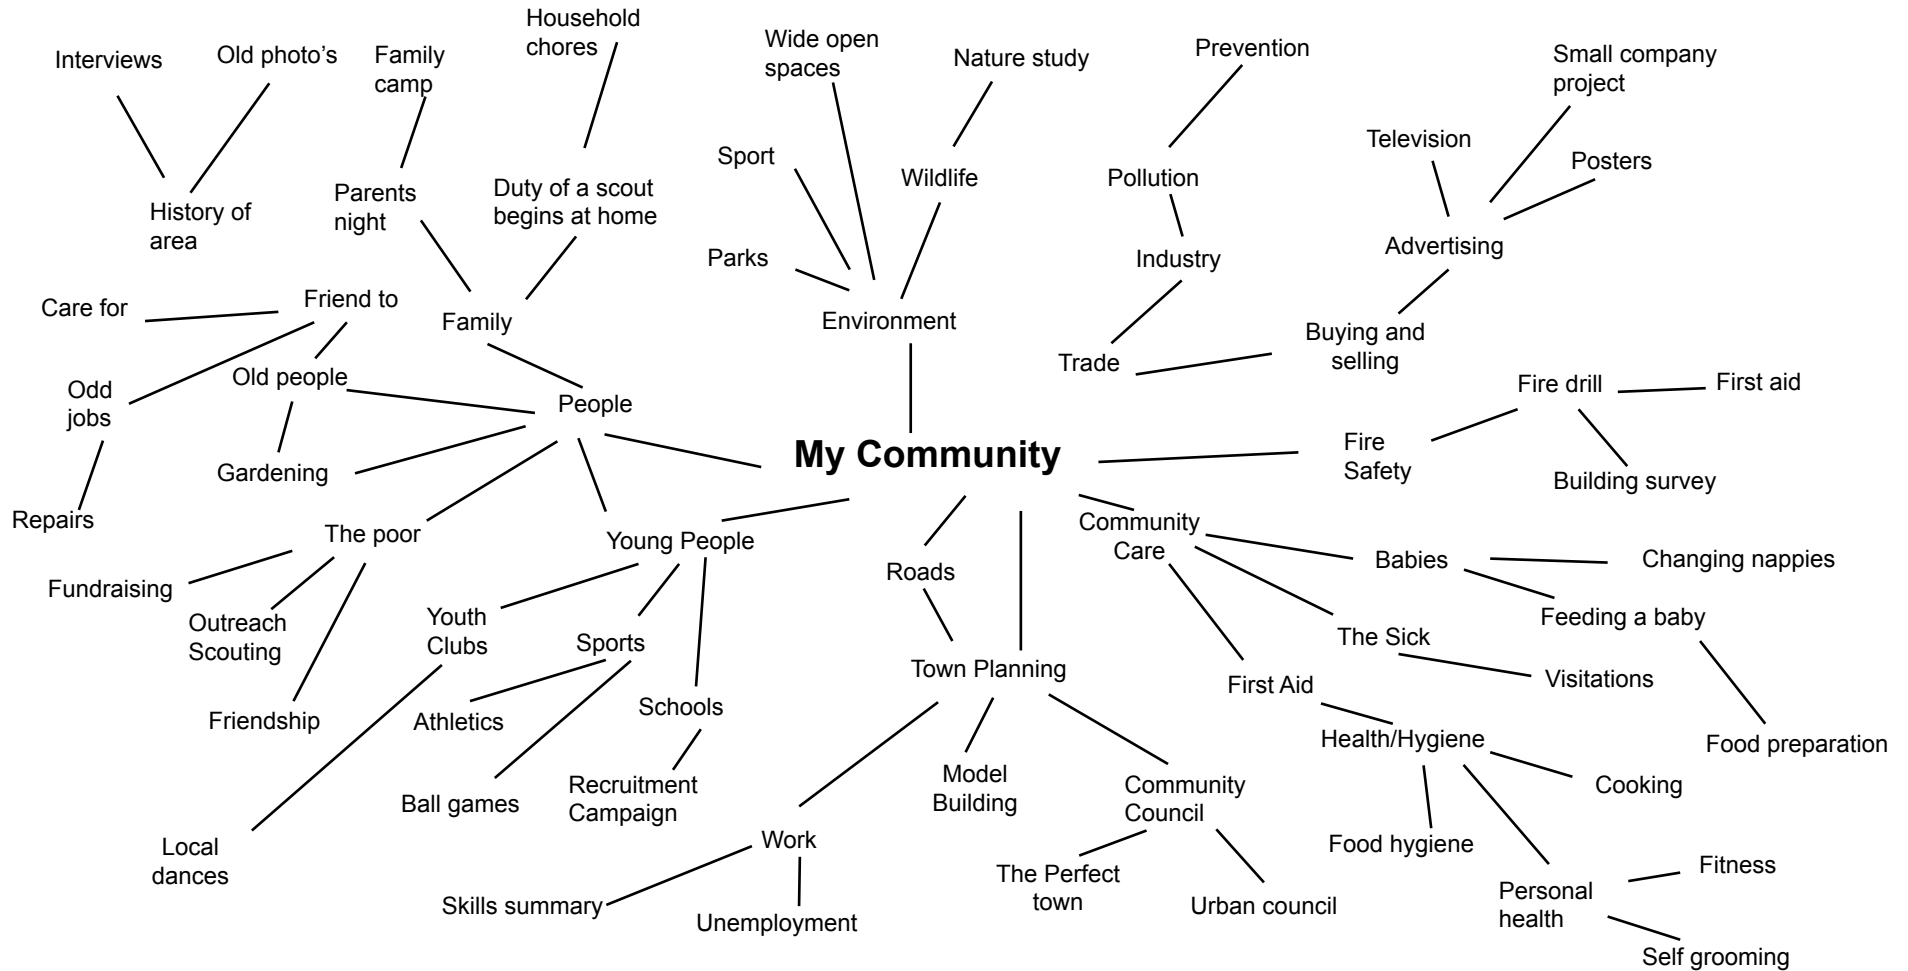 Household
chores
Interviews
Old photo’s
Family
camp
Wide open
spaces
Nature study
Prevention
Small company
project
Television
Posters
Sport
Wildlife
Pollution
Parents
night
Duty of a scout
begins at home
History of
area
Parks
Industry
Advertising
Care for
Friend to
Family
Environment
Trade
Buying and
selling
Odd
jobs
Old people
People
Fire drill
First aid
Gardening
My Community
Fire
Safety
Building survey
Repairs
The poor
Young People
Community
Care
Roads
Babies
Changing nappies
Fundraising
Outreach
Scouting
Youth
Clubs
Sports
Town Planning
The Sick
Feeding a baby
Visitations
Friendship
Athletics
Schools
First Aid
Health/Hygiene
Food preparation
Ball games
Recruitment
Campaign
Model
Building
Community
Council
Cooking
Local
dances
Work
Food hygiene
Fitness
The Perfect
town
Personal
health
Skills summary
Unemployment
Urban council
Self grooming